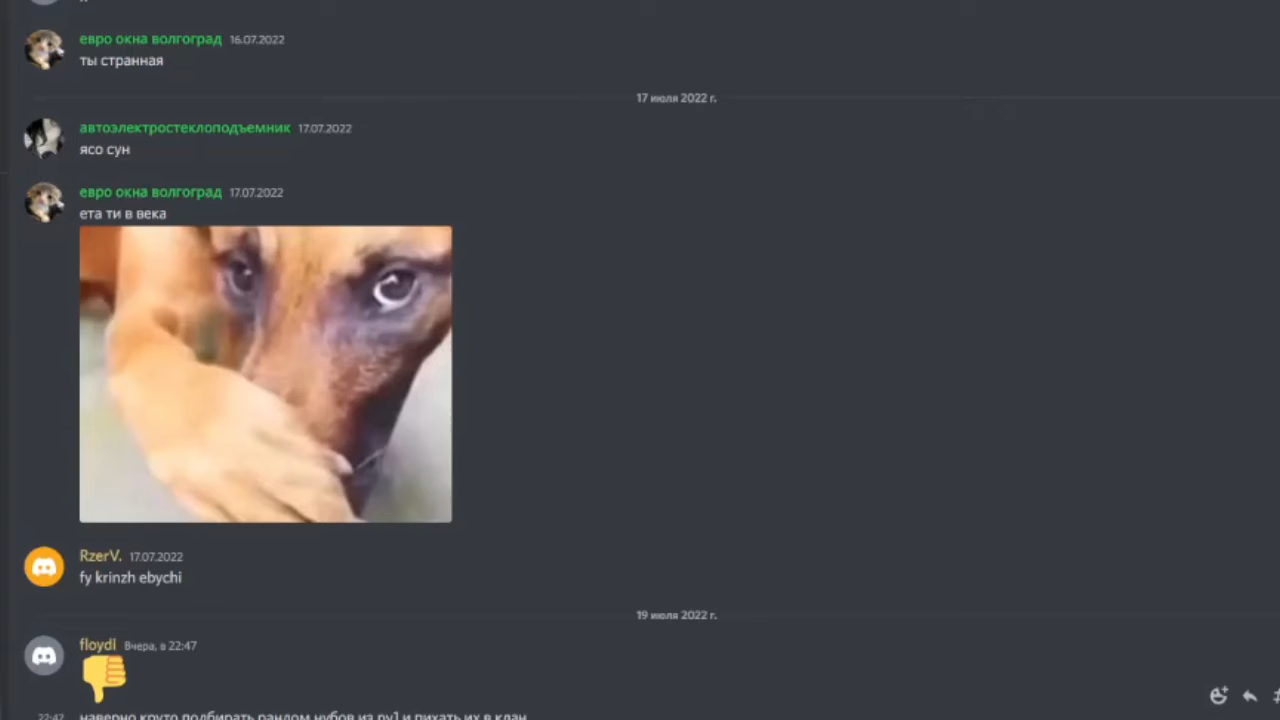 евро окна волгоград 16.07.2022
ты странная
17 июля 2022 г.
автоэлектростеклоподъемник 17.07.2022
ясо сун
евро окна волгоград 17.07.2022
ета ти в века
RzerV. 17.07.2022
fy krinzh ebychi
19 июля 2022 г.
floydi Вчера, в 22:47
22:47 наверно круто подбирать рандом нубов из ру1 и пихать их в клан